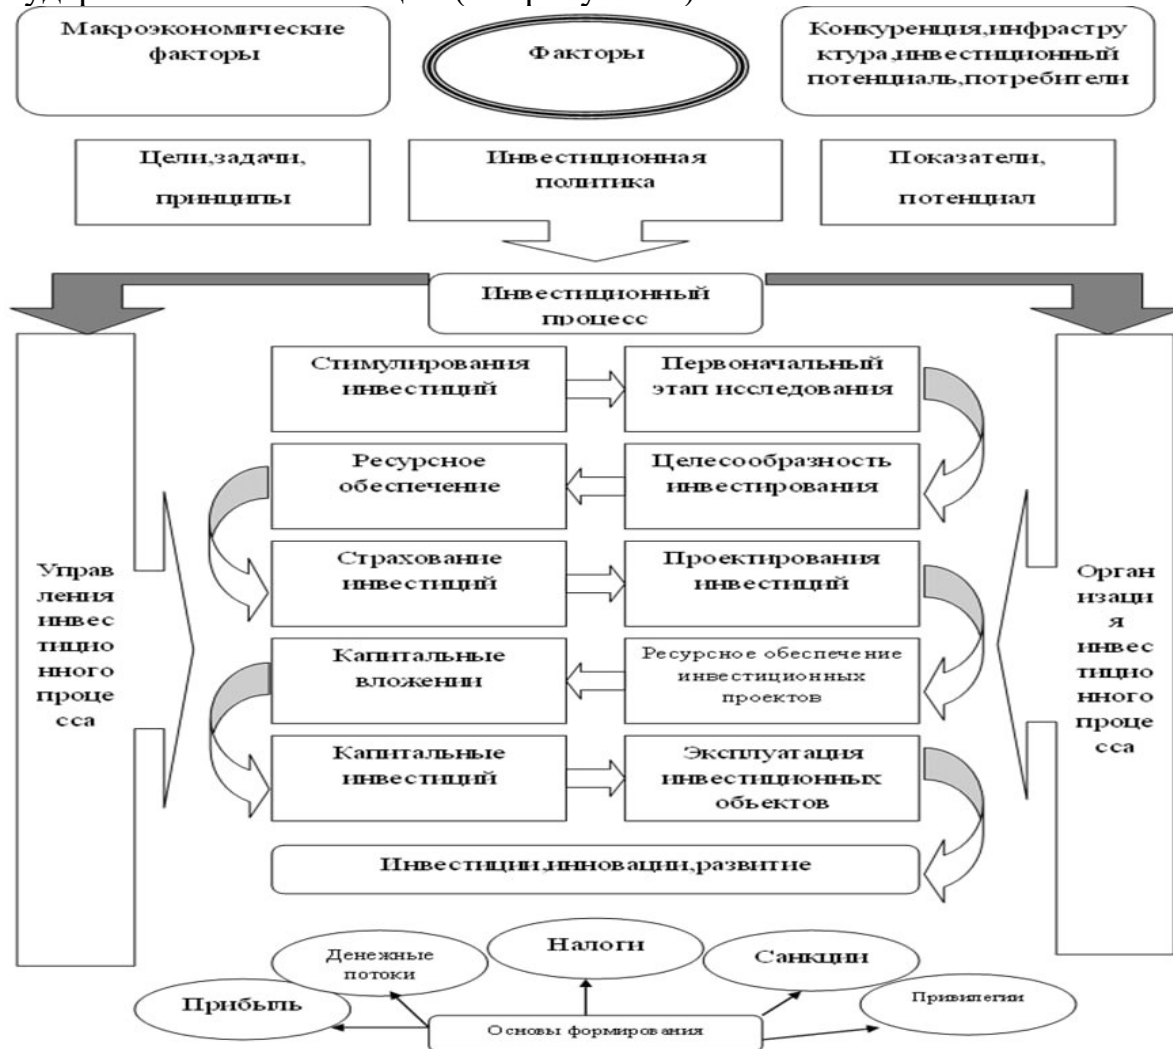 Макроэкономические
факторы
Факторы
Конкуренция,инфрастру
ктура,инвестиционный
потенциаль,потребители
Цели,задачи,
принципы
Инвестиционная
политика
Показатели,
потенциал
Инвестиционный
процесс
Стимулирования
инвестиций
Первоначальный
этап исследования
Ресурсное
обеспечение
Целесообразность
инвестирования
Страхование
инвестиций
Проектирования
инвестиций
Капитальные
вложении
Ресурсное обеспечение
инвестиционных
проектов
Капитальные
инвестиций
Эксплуатация
инвестиционных
обьектов
Управ
ления
инвес
тицио
нного
проце
сса
Орган
изаци
я
инвес
тицио
нного
проце
сса
Инвестиции,инновации,развитие
Прибыль
Денежные
потоки
Налоги
Санкции
Привилегии
Основы формирования